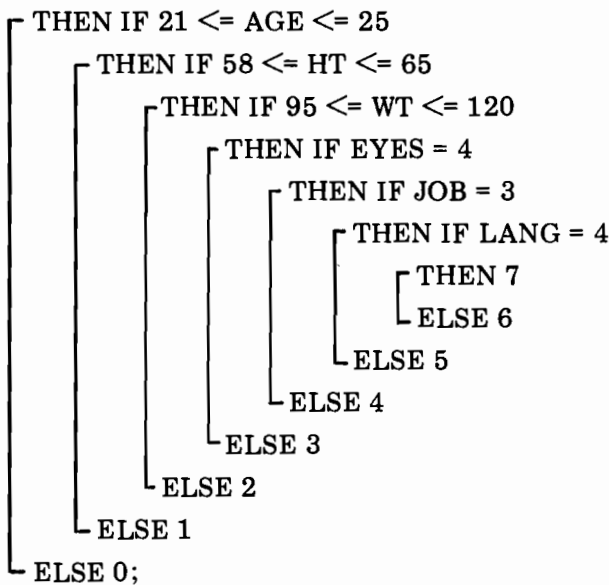 THEN IF 21 <= AGE <= 25
THEN IF 58 <= HT <= 65
THEN IF 95 <= WT <= 120
THEN IF EYES = 4
THEN IF JOB = 3
THEN IF LANG = 4
THEN 7
ELSE 6
ELSE 5
ELSE 4
ELSE 3
ELSE 2
ELSE 1
ELSE 0;